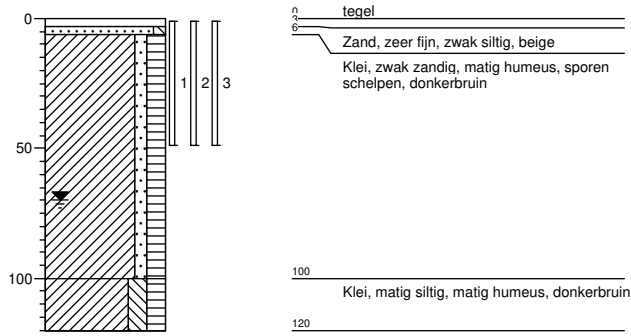 0
50
100
1 2 3
0 tegel
3
6
Zand, zeer fijn, zwak siltig, beige
Klei, zwak zandig, matig humeus, sporen
schelpen, donkerbruin
100
Klei, matig siltig, matig humeus, donkerbruin
120